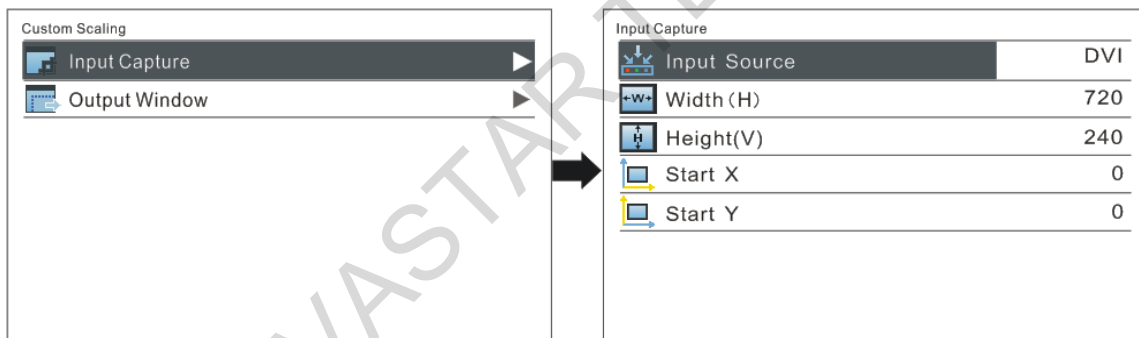 Custom Scaling
Input Capture
Output Window
Input Capture
Input Source DVI
Width (H) 720
Height(V) 240
Start X 0
Start Y 0